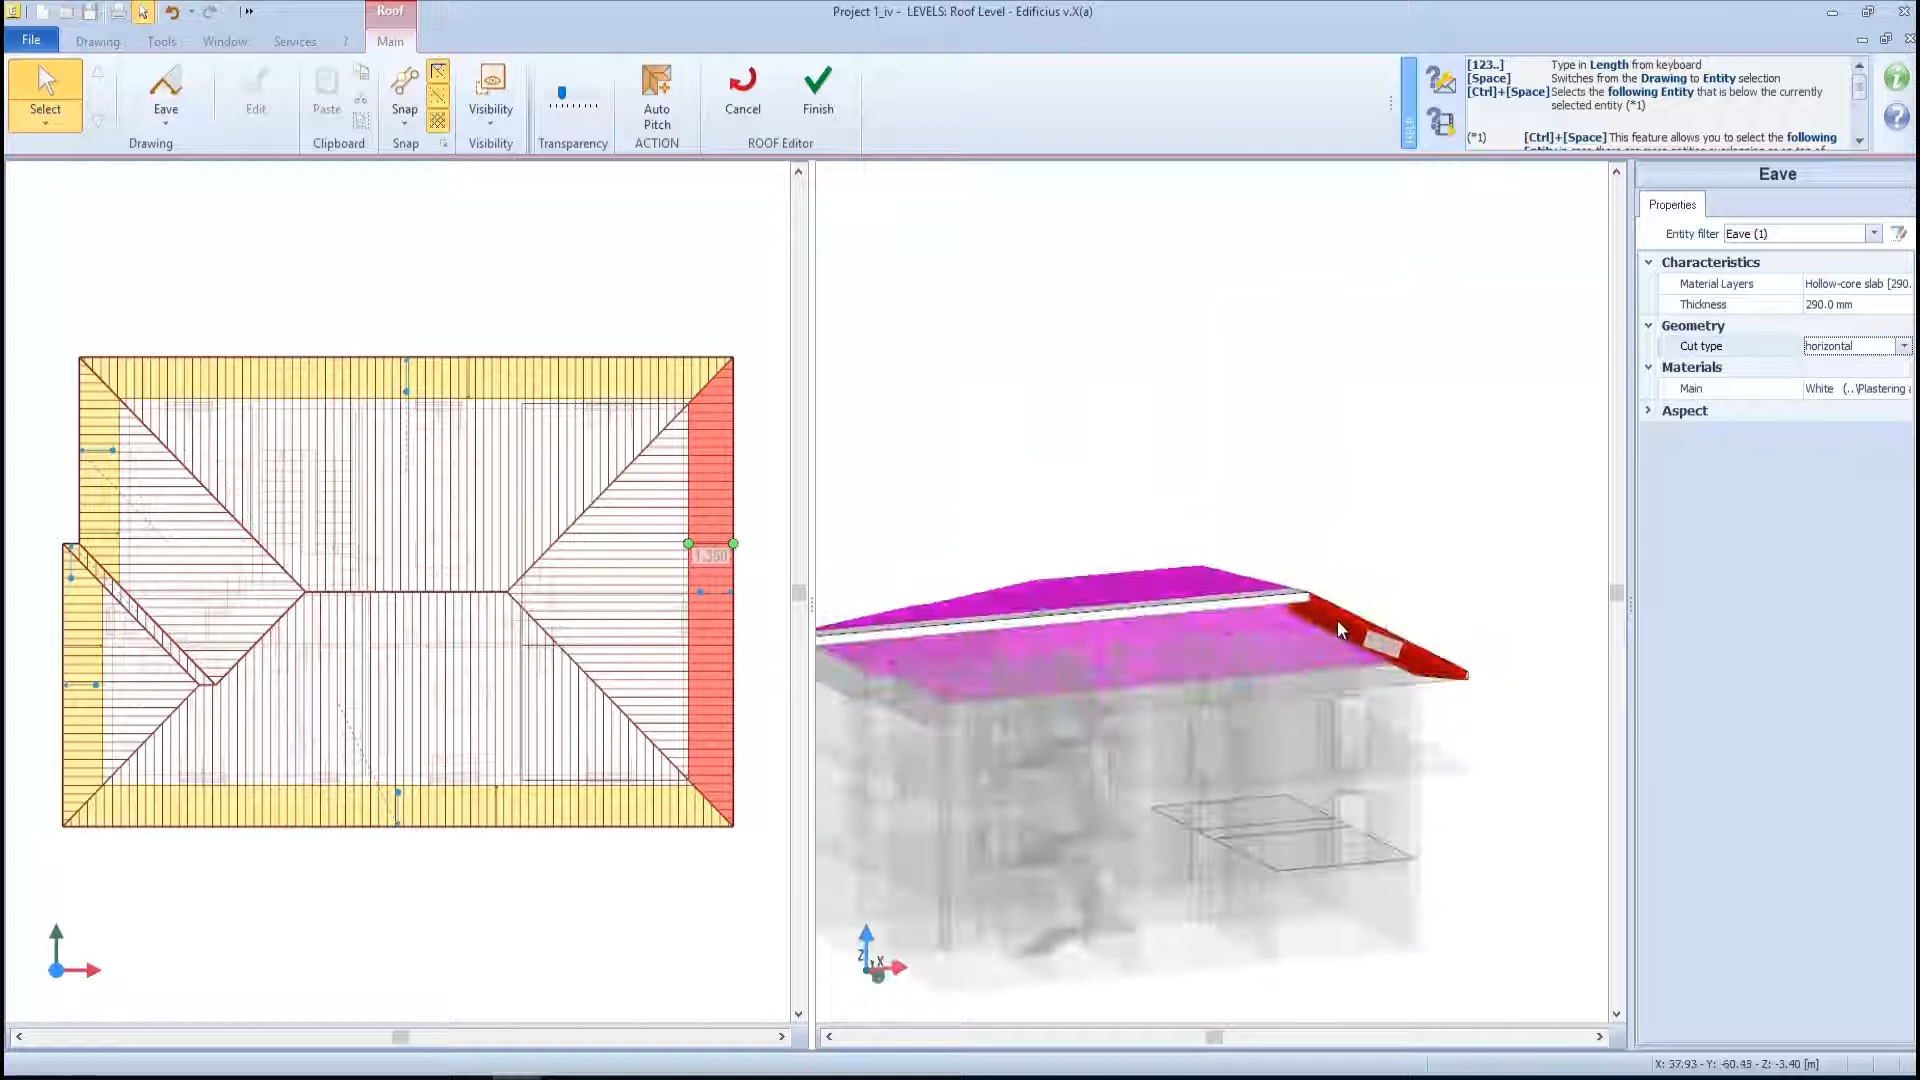 Roof
Project 1_iv - LEVELS: Roof Level - Edificius v.X(a)
File
Drawing
Tools
Window
Services
?
Main
Select
Eave
Edit
Paste
Snap
Visibility
Auto
Pitch
Cancel
Finish
Drawing
Clipboard
Snap
Visibility
Transparency
ACTION
ROOF Editor
HELP
[123..] Type in Length from keyboard
[Space] Switches from the Drawing to Entity selection
[Ctrl]+[Space] Selects the following Entity that is below the currently
selected entity (*1)
(*1) [Ctrl]+[Space] This feature allows you to select the following
Eave
Properties
Entity filter Eave (1)
Characteristics
Material Layers Hollow-core slab [290.
Thickness 290.0 mm
Geometry
Cut type horizontal
Materials
Main White (..\Plastering a
Aspect
Z
X
X: 37.93 - Y: -60.49 - Z: -3.40 [m]